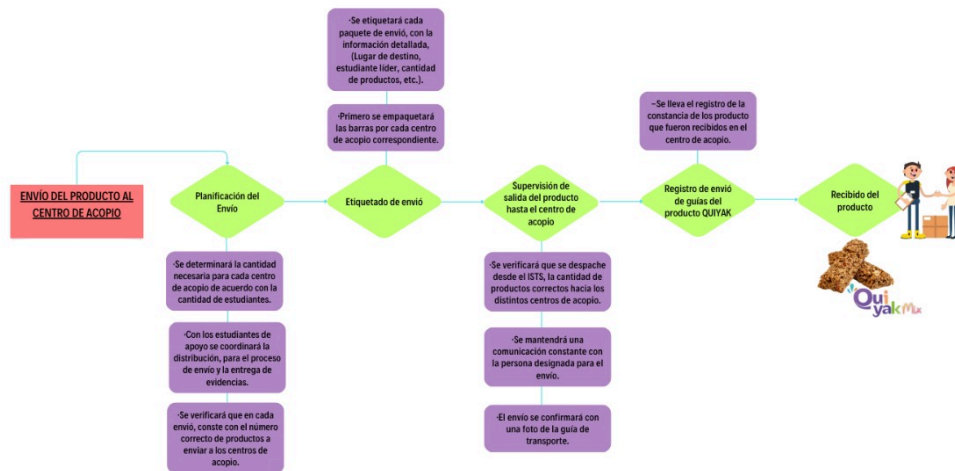 ·Se etiquetará cada
paquete de envió, con la
información detallada,
(Lugar de destino,
estudiante líder, cantidad
de productos, etc.).
·Primero se empaquetará
las barras por cada centro
de acopio correspondiente.
–Se lleva el registro de la
constancia de los producto
que fueron recibidos en el
centro de acopio.
ENVÍO DEL PRODUCTO AL
CENTRO DE ACOPIO
Planificación del
Envío
Etiquetado de envió
Supervisión de
salida del producto
hasta el centro de
acopio
Registro de envió
de guías del
producto QUIYAK
Recibido del
producto
·Se determinará la cantidad
necesaria para cada centro
de acopio de acuerdo con la
cantidad de estudiantes.
·Con los estudiantes de
apoyo se coordinará la
distribución, para el proceso
de envío y la entrega de
evidencias.
·Se verificará que en cada
envió, conste con el número
correcto de productos a
enviar a los centros de
acopio.
·Se verificará que se despache
desde el ISTS, la cantidad de
productos correctos hacia los
distintos centros de acopio.
·Se mantendrá una
comunicación constante con
la persona designada para el
envío.
·El envío se confirmará con
una foto de la guía de
transporte.
Qui
yak Mix